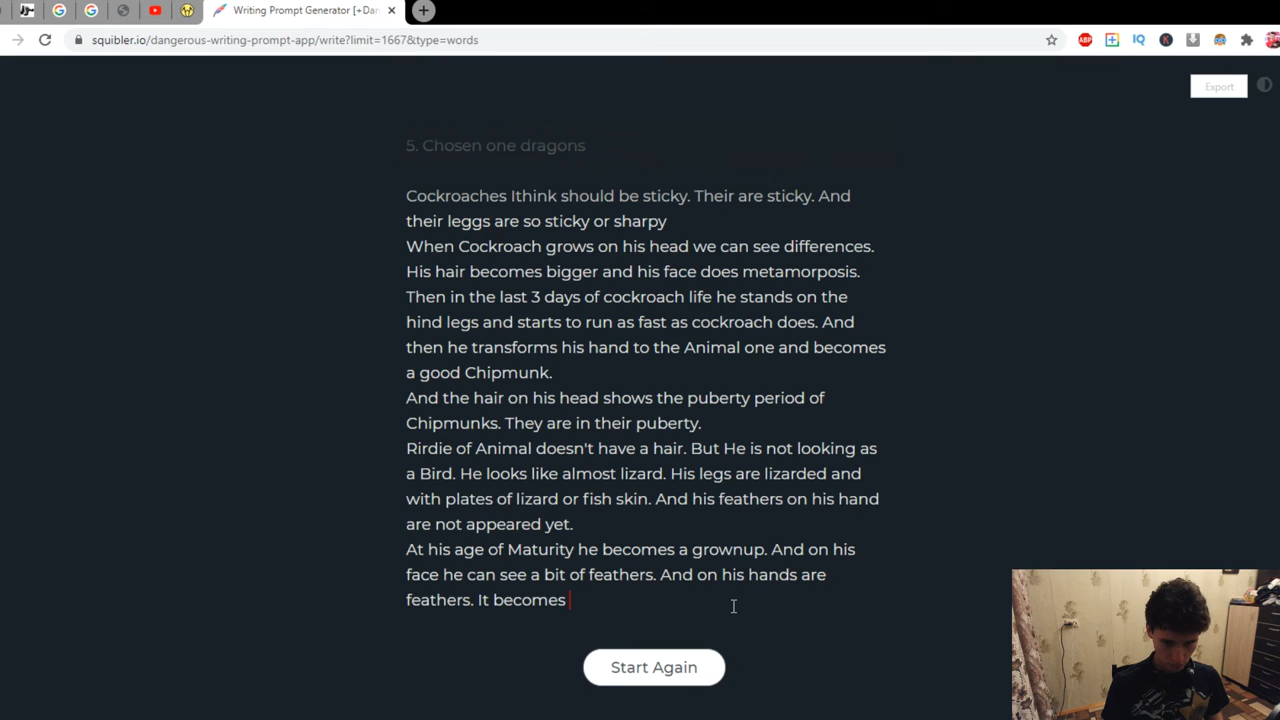 Writing Prompt Generator [+Dan
squibler.io/dangerous-writing-prompt-app/write?limit=1667&type=words
ABP
IQ
K
Export
5. Chosen one dragons
Cockroaches Ithink should be sticky. Their are sticky. And
their leggs are so sticky or sharpy
When Cockroach grows on his head we can see differences.
His hair becomes bigger and his face does metamorposis.
Then in the last 3 days of cockroach life he stands on the
hind legs and starts to run as fast as cockroach does. And
then he transforms his hand to the Animal one and becomes
a good Chipmunk.
And the hair on his head shows the puberty period of
Chipmunks. They are in their puberty.
Rirdie of Animal doesn't have a hair. But He is not looking as
a Bird. He looks like almost lizard. His legs are lizarded and
with plates of lizard or fish skin. And his feathers on his hand
are not appeared yet.
At his age of Maturity he becomes a grownup. And on his
face he can see a bit of feathers. And on his hands are
feathers. It becomes
Start Again